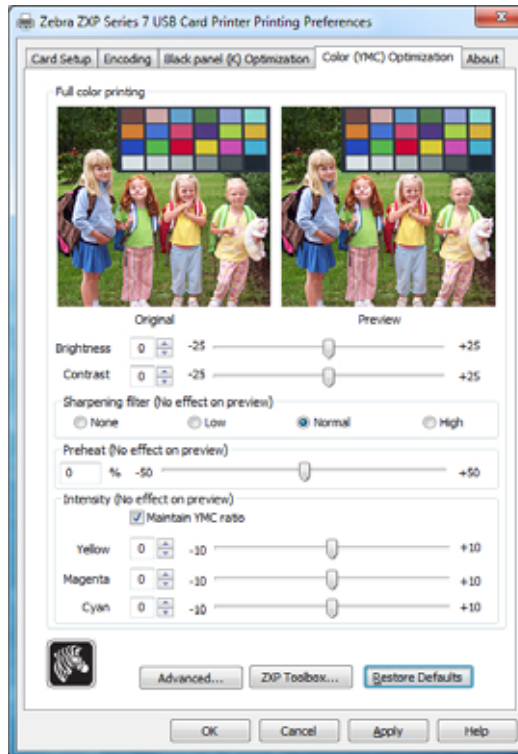 Zebra ZXP Series 7 USB Card Printer Printing Preferences
Card Setup Encoding Black panel (K) Optimization Color (YMC) Optimization About
Full color printing
Original Preview
Brightness 0 -25 +25
Contrast 0 -25 +25
Sharpening filter (No effect on preview)
None Low Normal High
Preheat (No effect on preview)
0 % -50 +50
Intensity (No effect on preview)
Maintain YMC ratio
Yellow 0 -10 +10
Magenta 0 -10 +10
Cyan 0 -10 +10
Advanced... ZXP Toolbox... Restore Defaults
OK Cancel Apply Help